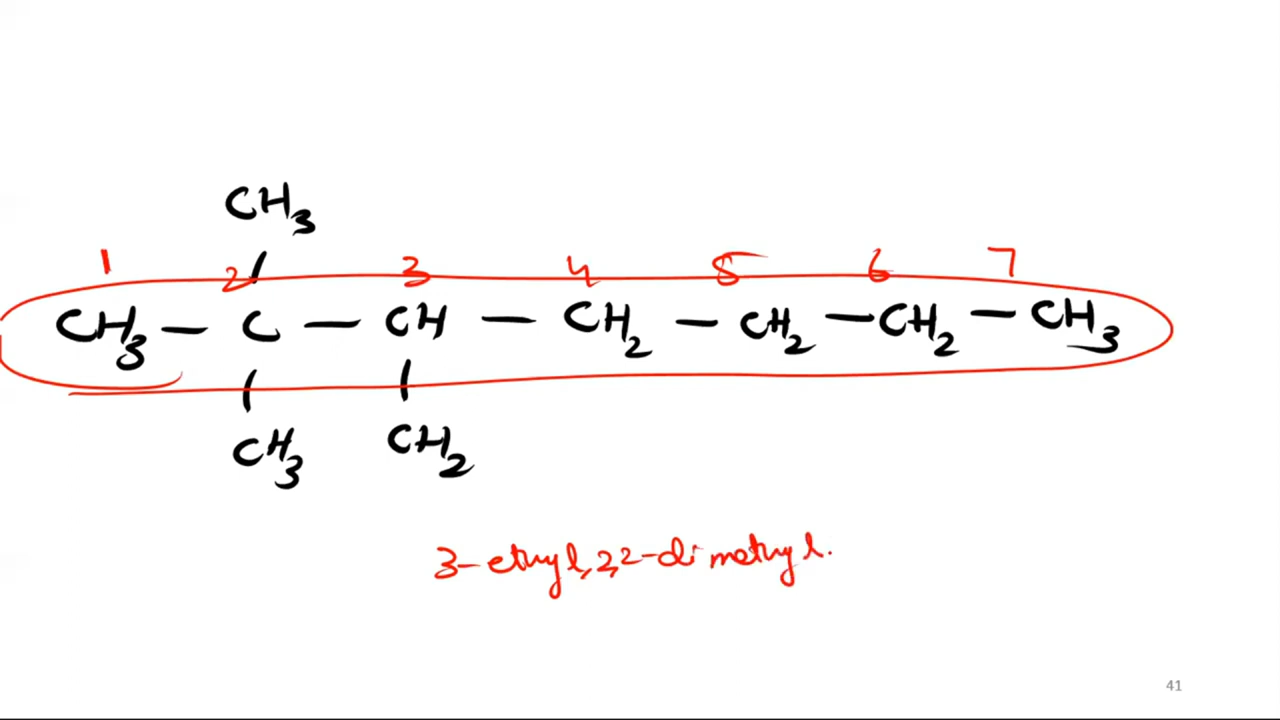 CH3
1 2 3 4 5 6 7
CH3 — C — CH — CH2 — CH2 — CH2 — CH3
CH3 CH2
3-ethyl,2,2-dimethyl.
41